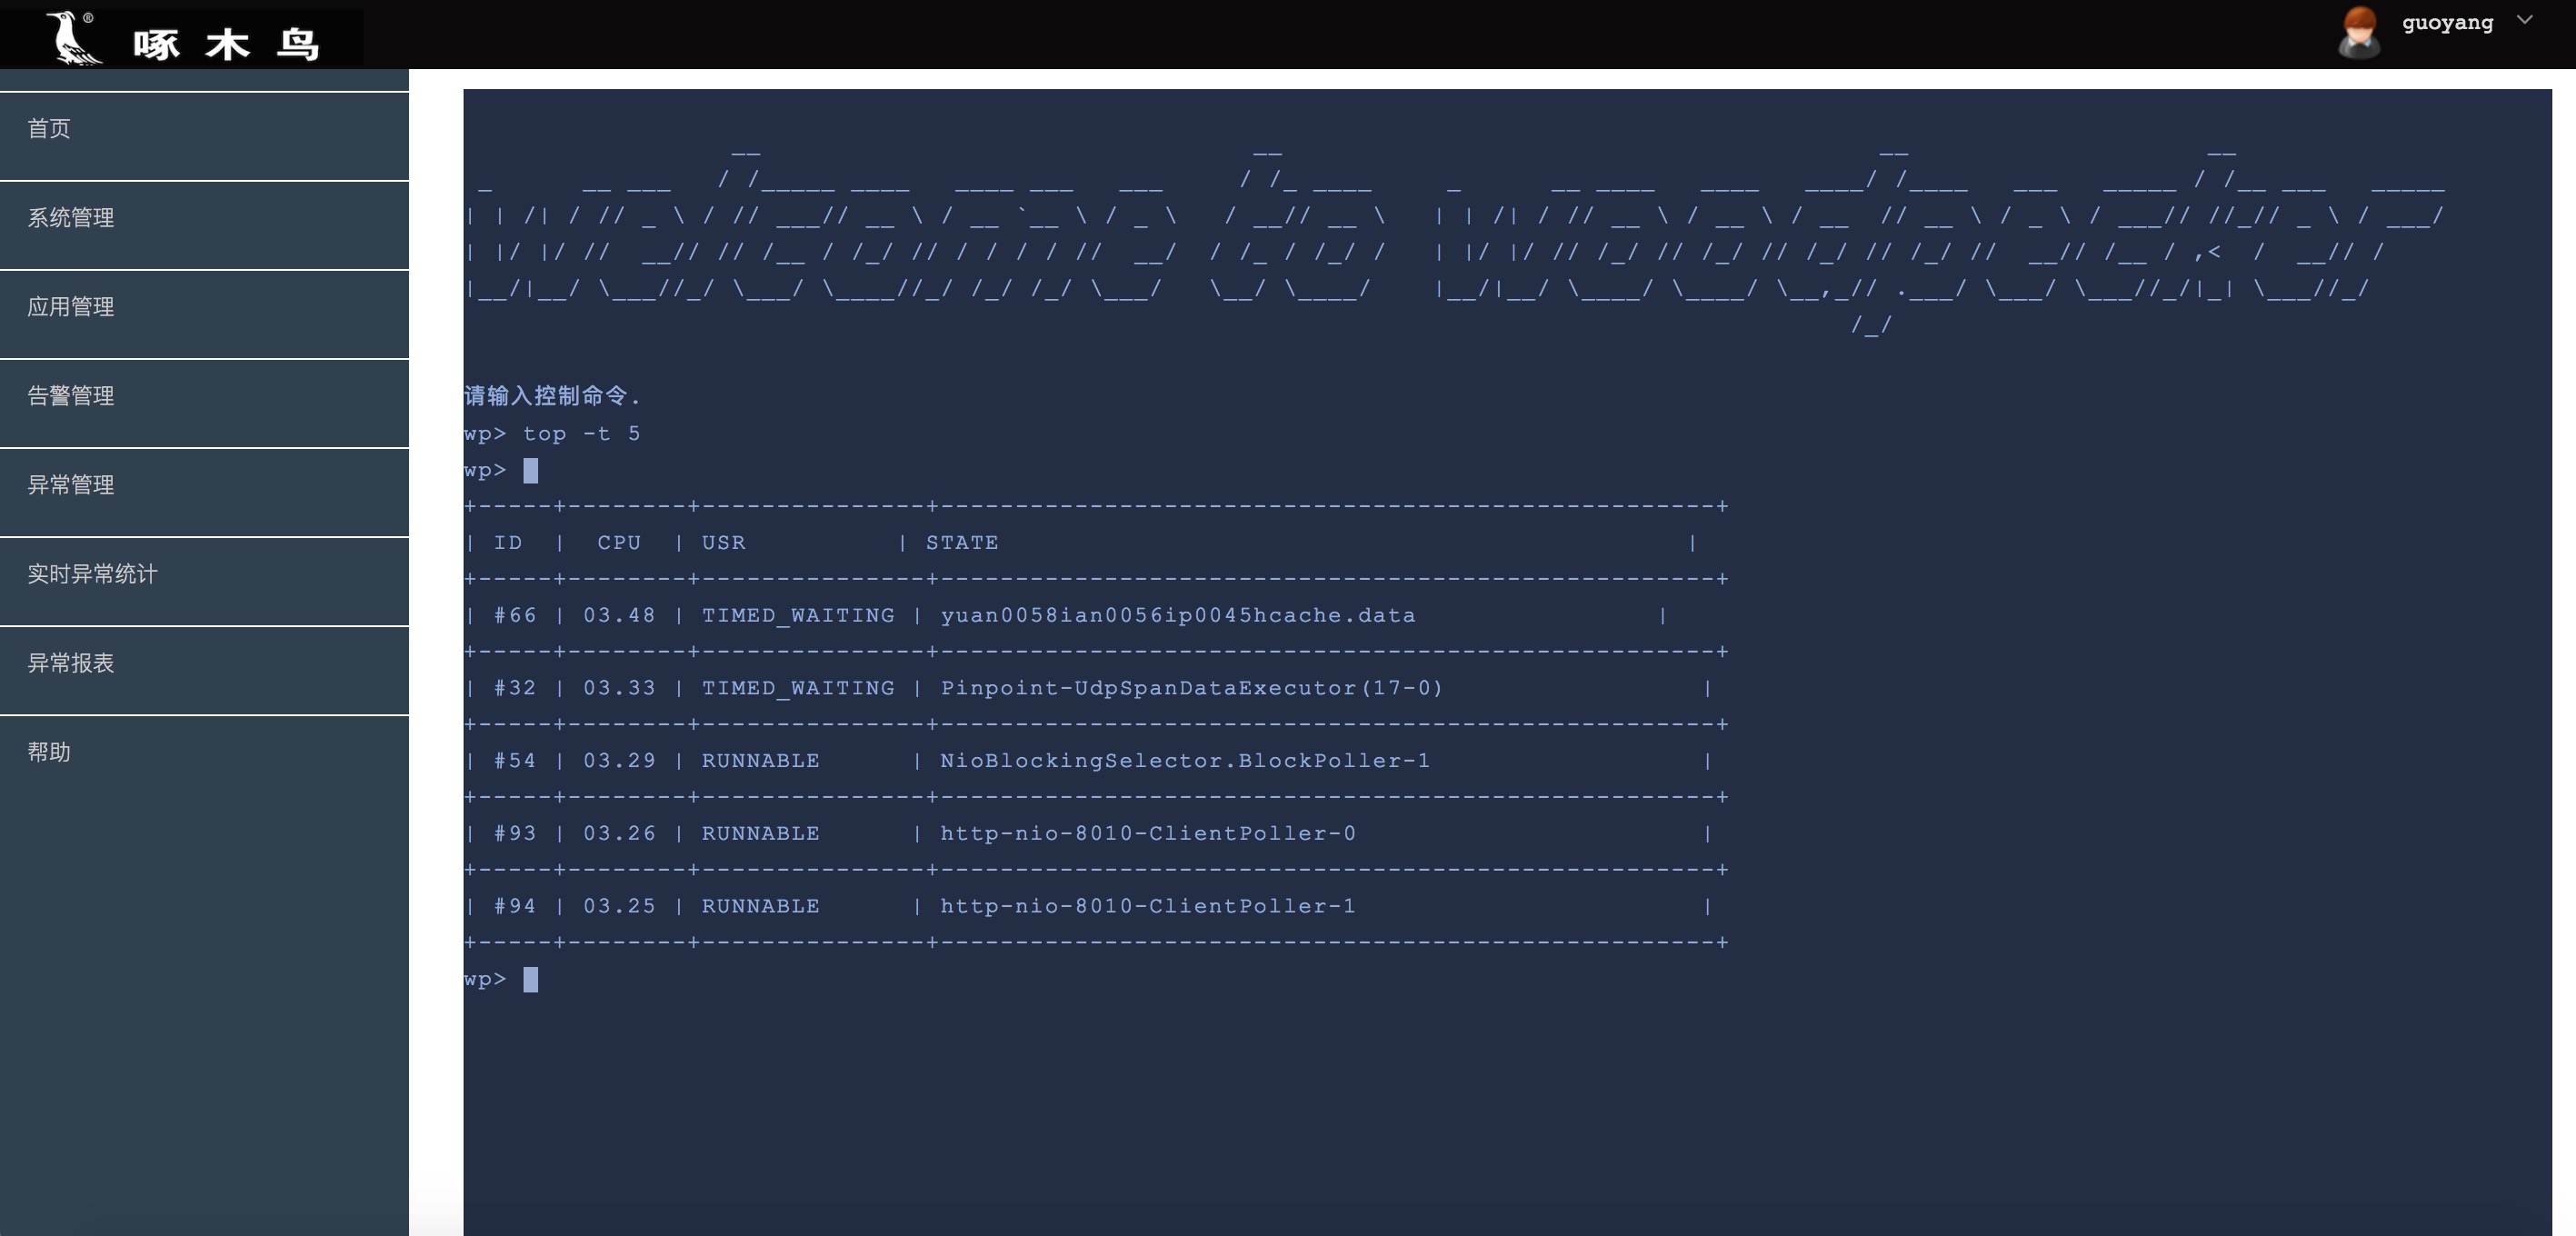 ® 啄木鸟
guoyang
首页
系统管理
应用管理
告警管理
异常管理
实时异常统计
异常报表
帮助
welcome to woodpecker
请输入控制命令.
wp> top -t 5
wp>
+-----+--------+---------------+----------------------------------------------------+
| ID | CPU | USR | STATE |
+-----+--------+---------------+----------------------------------------------------+
| #66 | 03.48 | TIMED_WAITING | yuan0058ian0056ip0045hcache.data |
+-----+--------+---------------+----------------------------------------------------+
| #32 | 03.33 | TIMED_WAITING | Pinpoint-UdpSpanDataExecutor(17-0) |
+-----+--------+---------------+----------------------------------------------------+
| #54 | 03.29 | RUNNABLE | NioBlockingSelector.BlockPoller-1 |
+-----+--------+---------------+----------------------------------------------------+
| #93 | 03.26 | RUNNABLE | http-nio-8010-ClientPoller-0 |
+-----+--------+---------------+----------------------------------------------------+
| #94 | 03.25 | RUNNABLE | http-nio-8010-ClientPoller-1 |
+-----+--------+---------------+----------------------------------------------------+
wp>